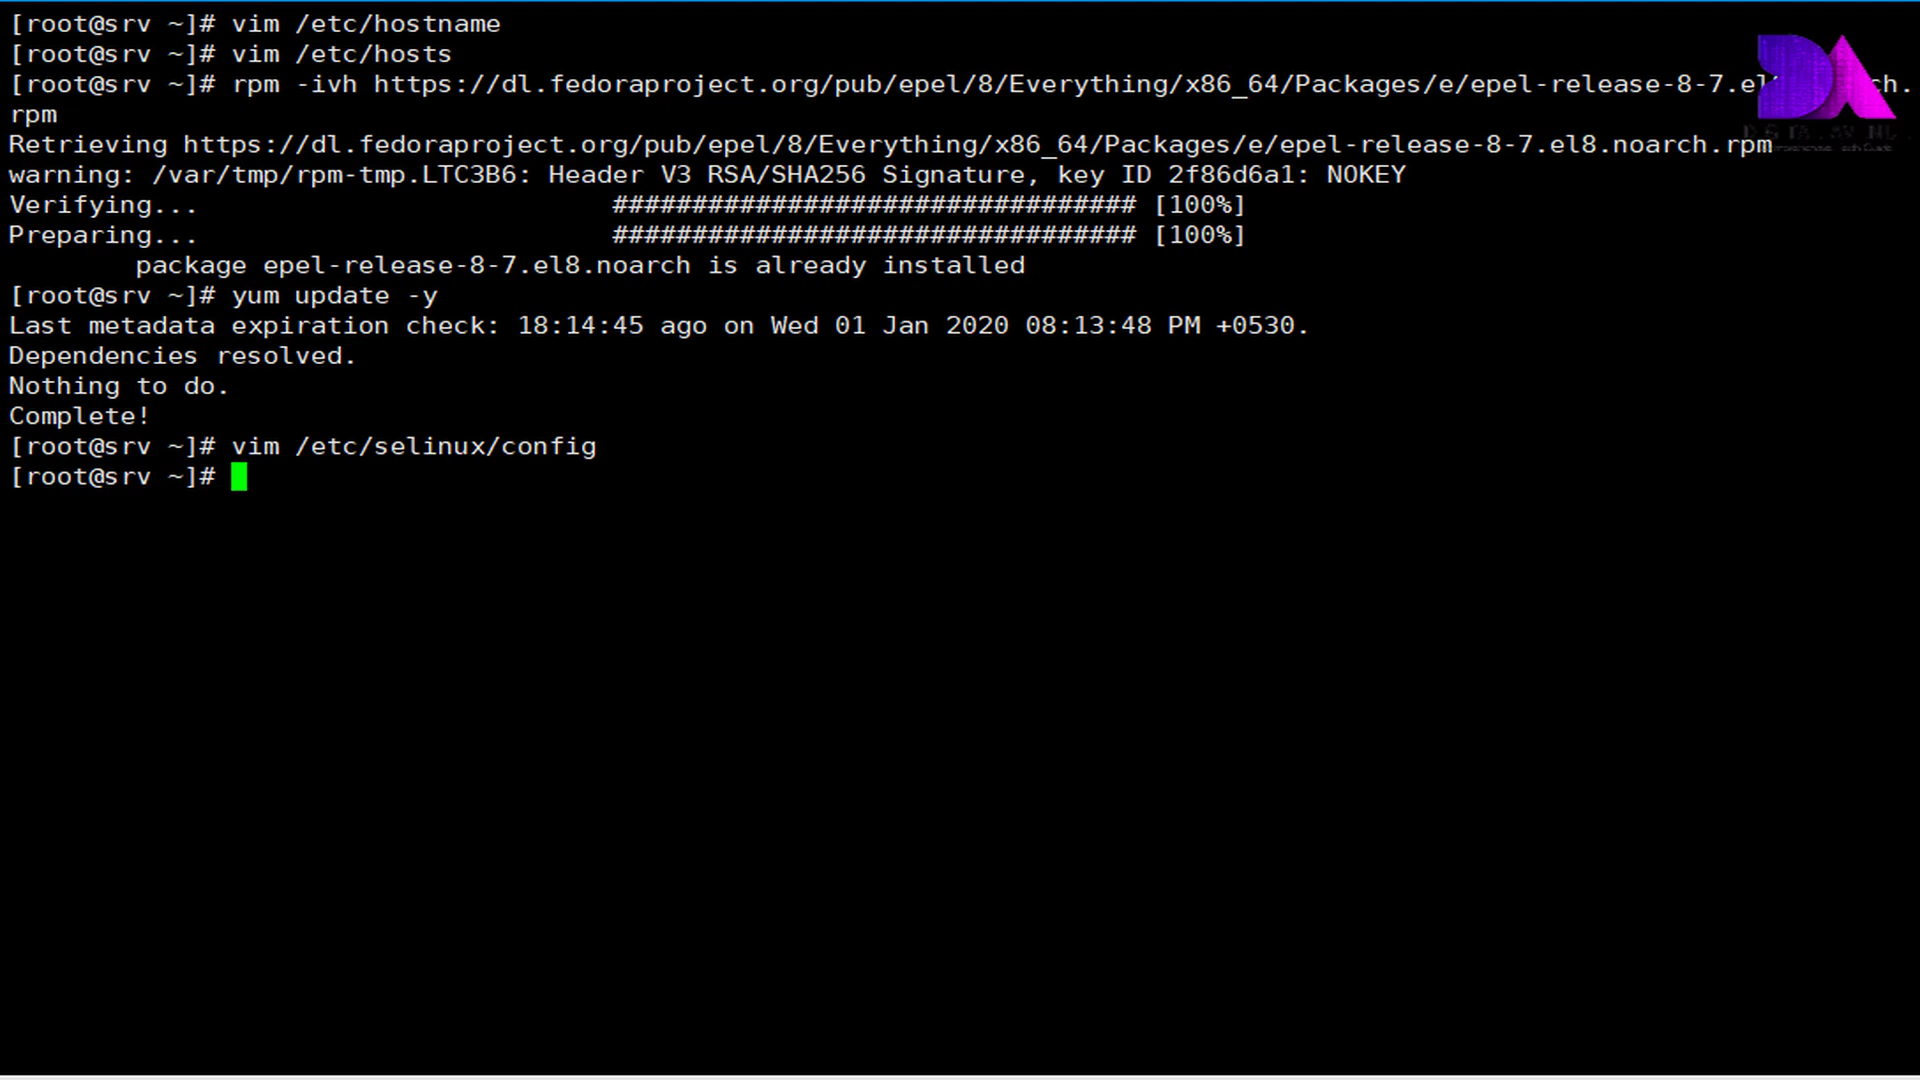 [root@srv ~]# vim /etc/hostname
[root@srv ~]# vim /etc/hosts
[root@srv ~]# rpm -ivh https://dl.fedoraproject.org/pub/epel/8/Everything/x86_64/Packages/e/epel-release-8-7.el ch.
rpm
Retrieving https://dl.fedoraproject.org/pub/epel/8/Everything/x86_64/Packages/e/epel-release-8-7.el8.noarch.rpm
warning: /var/tmp/rpm-tmp.LTC3B6: Header V3 RSA/SHA256 Signature, key ID 2f86d6a1: NOKEY
Verifying... ################################# [100%]
Preparing... ################################# [100%]
package epel-release-8-7.el8.noarch is already installed
[root@srv ~]# yum update -y
Last metadata expiration check: 18:14:45 ago on Wed 01 Jan 2020 08:13:48 PM +0530.
Dependencies resolved.
Nothing to do.
Complete!
[root@srv ~]# vim /etc/selinux/config
[root@srv ~]#
DA